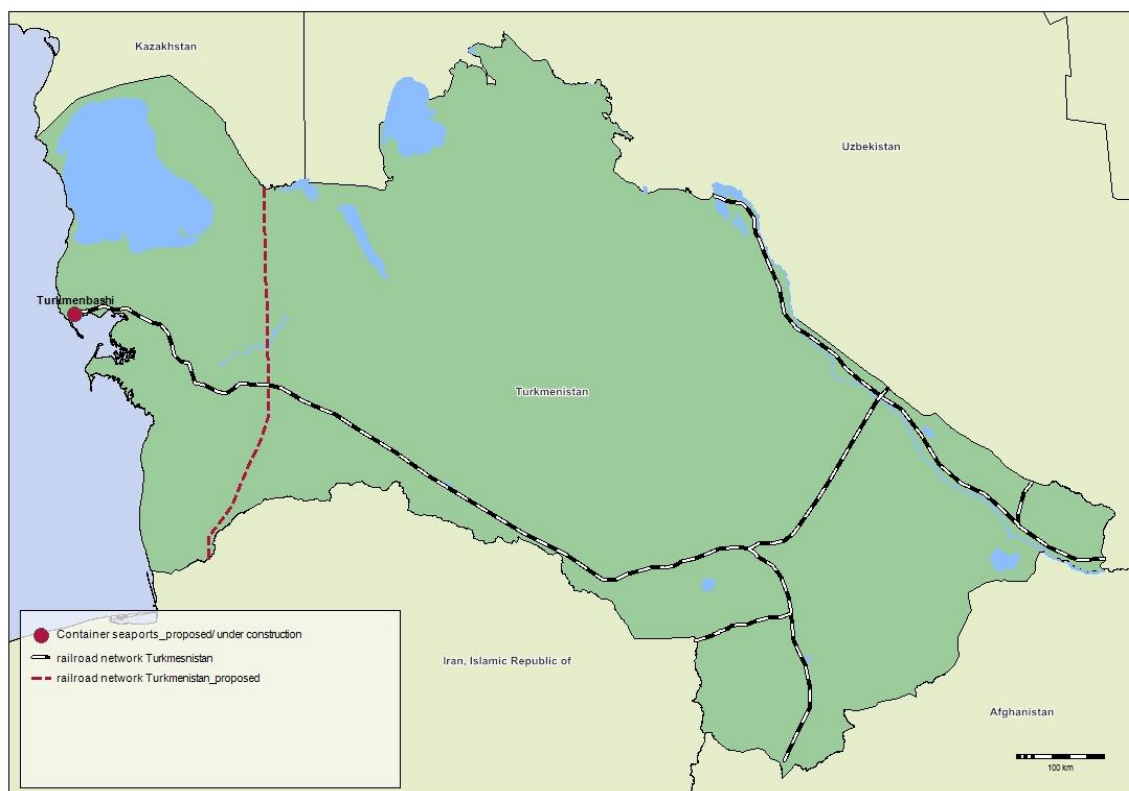 Kazakhstan
Uzbekistan
Turkmenbashi
Turkmenistan
Container seaports_proposed/ under construction
railroad network Turkmesnistan
railroad network Turkmenistan_proposed
Iran, Islamic Republic of
Afghanistan
100 km